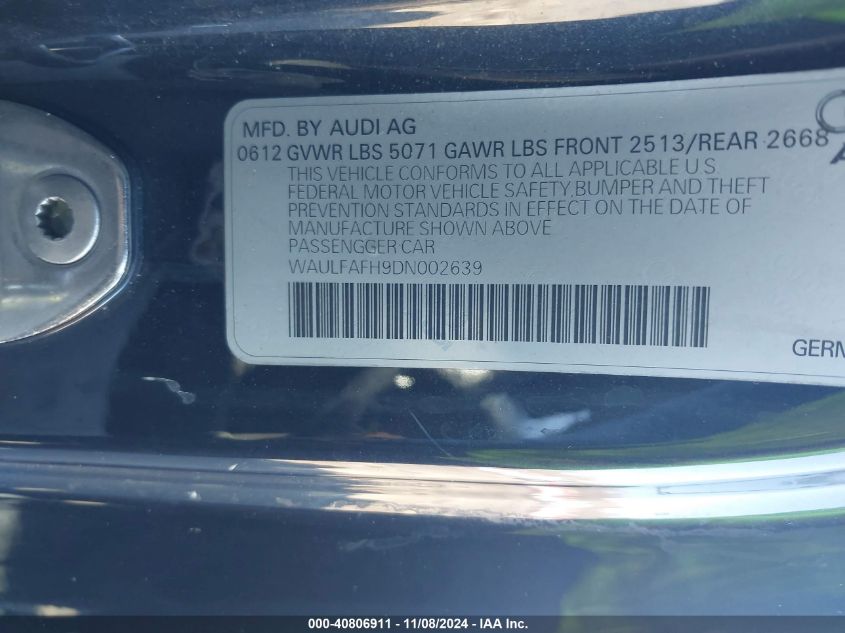 MFD. BY AUDI AG
0612 GVWR LBS 5071 GAWR LBS FRONT 2513/REAR 2668
THIS VEHICLE CONFORMS TO ALL APPLICABLE U S
FEDERAL MOTOR VEHICLE SAFETY,BUMPER AND THEFT
PREVENTION STANDARDS IN EFFECT ON THE DATE OF
MANUFACTURE SHOWN ABOVE
PASSENGGER CAR
WAULFAFH9DN002639
000-40806911 - 11/08/2024 - IAA Inc.